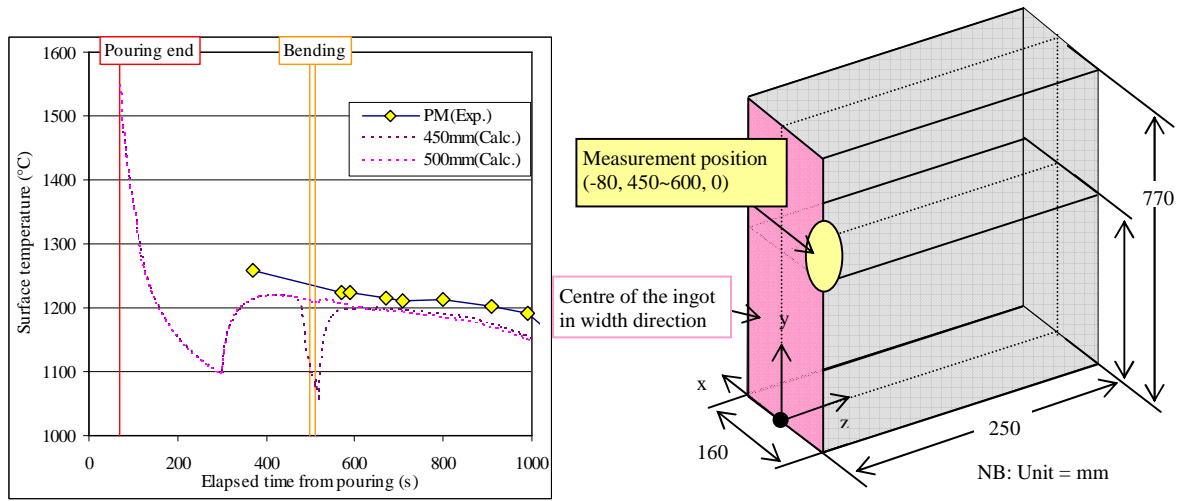 1600
1500
1400
1300
1200
1100
1000
Surface temperature (°C)
Pouring end
Bending
PM(Exp.)
450mm(Calc.)
500mm(Calc.)
0
200
400
600
800
1000
Elapsed time from pouring (s)
Measurement position
(-80, 450~600, 0)
Centre of the ingot
in width direction
y
x
z
160
250
770
NB: Unit = mm